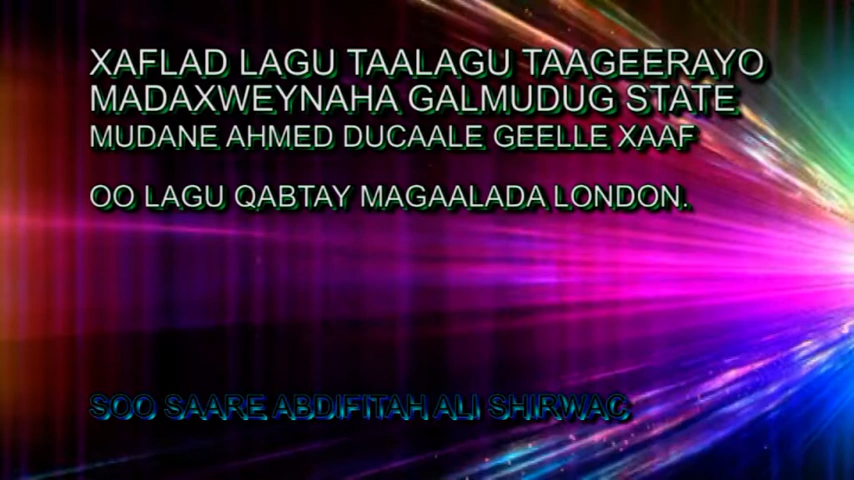 XAFLAD LAGU TAALAGU TAAGEERAYO
MADAXWEYNAHA GALMUDUG STATE
MUDANE AHMED DUCAALE GEELLE XAAF
OO LAGU QABTAY MAGAALADA LONDON.
SOO SAARE ABDIFITAH ALI SHIRWAC